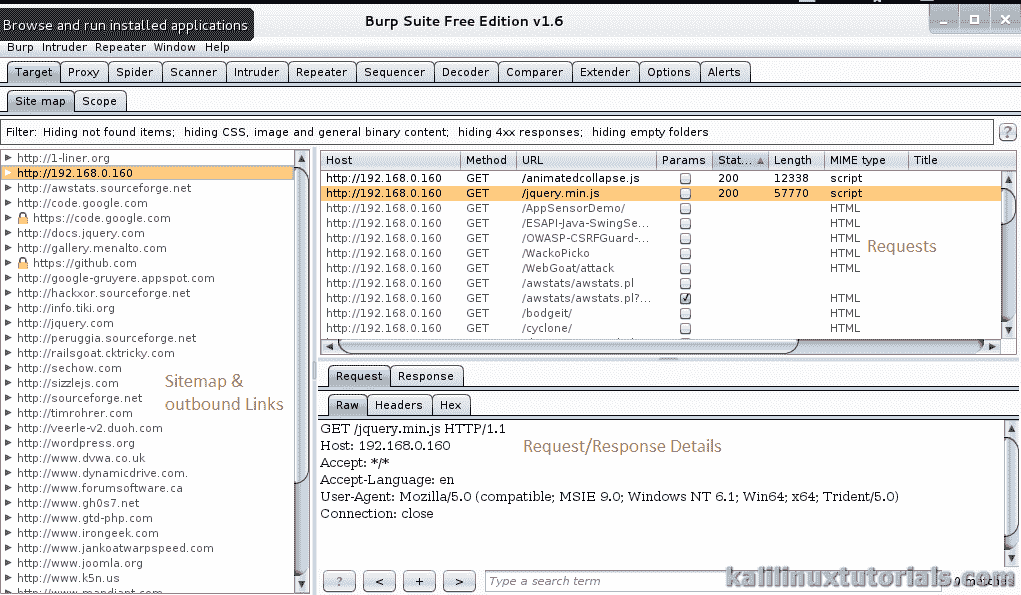 Browse and run installed applications
Burp Suite Free Edition v1.6
Burp Intruder Repeater Window Help
Target Proxy Spider Scanner Intruder Repeater Sequencer Decoder Comparer Extender Options Alerts
Site map Scope
Filter: Hiding not found items; hiding CSS, image and general binary content; hiding 4xx responses; hiding empty folders ?
http://1-liner.org
http://192.168.0.160
http://awstats.sourceforge.net
http://code.google.com
https://code.google.com
http://docs.jquery.com
http://gallery.menalto.com
https://github.com
http://google-gruyere.appspot.com
http://hackxor.sourceforge.net
http://info.tiki.org
http://jquery.com
http://peruggia.sourceforge.net
http://railsgoat.cktricky.com
http://sechow.com
http://sizzlejs.com
http://sourceforge.net
http://timrohrer.com
http://veerle-v2.duoh.com
http://wordpress.org
http://www.dvwa.co.uk
http://www.dynamicdrive.com.
http://www.forumsoftware.ca
http://www.gh0s7.net
http://www.gtd-php.com
http://www.irongeek.com
http://www.jankoatwarpspeed.com
http://www.joomla.org
http://www.k5n.us
http://www.mandiant.com
Sitemap &
outbound Links
Host Method URL Params Stat... Length MIME type Title
http://192.168.0.160 GET /animatedcollapse.js 200 12338 script
http://192.168.0.160 GET /jquery.min.js 200 57770 script
http://192.168.0.160 GET /AppSensorDemo/ HTML
http://192.168.0.160 GET /ESAPI-Java-SwingSe... HTML
http://192.168.0.160 GET /OWASP-CSRFGuard-... HTML
http://192.168.0.160 GET /WackoPicko HTML
http://192.168.0.160 GET /WebGoat/attack HTML
http://192.168.0.160 GET /awstats/awstats.pl
http://192.168.0.160 GET /awstats/awstats.pl?... HTML
http://192.168.0.160 GET /bodgeit/ HTML
http://192.168.0.160 GET /cyclone/ HTML
Requests
Request Response
Raw Headers Hex
GET /jquery.min.js HTTP/1.1
Host: 192.168.0.160
Accept: */*
Accept-Language: en
User-Agent: Mozilla/5.0 (compatible; MSIE 9.0; Windows NT 6.1; Win64; x64; Trident/5.0)
Connection: close
Request/Response Details
? < + > Type a search term 0 matches
kalilinuxtutorials.com